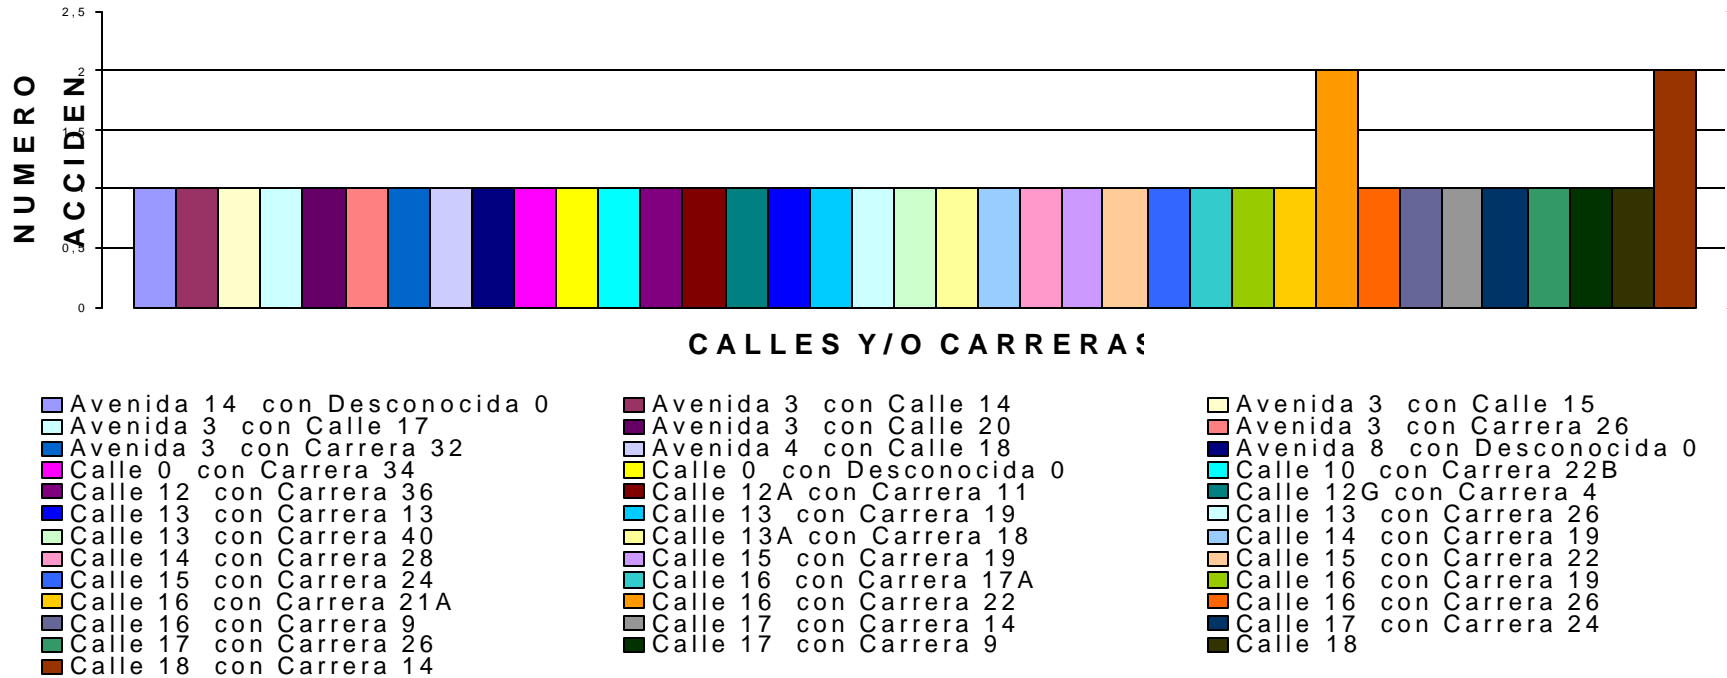 2,5
2
1,5
1
0,5
0
NUMERO
ACCIDEN
CALLES Y/O CARRERAS
Avenida 14 con Desconocida 0
Avenida 3 con Calle 14
Avenida 3 con Calle 15
Avenida 3 con Calle 17
Avenida 3 con Calle 20
Avenida 3 con Carrera 26
Avenida 3 con Carrera 32
Avenida 4 con Calle 18
Avenida 8 con Desconocida 0
Calle 0 con Carrera 34
Calle 0 con Desconocida 0
Calle 10 con Carrera 22B
Calle 12 con Carrera 36
Calle 12A con Carrera 11
Calle 12G con Carrera 4
Calle 13 con Carrera 13
Calle 13 con Carrera 19
Calle 13 con Carrera 26
Calle 13 con Carrera 40
Calle 13A con Carrera 18
Calle 14 con Carrera 19
Calle 14 con Carrera 28
Calle 15 con Carrera 19
Calle 15 con Carrera 22
Calle 15 con Carrera 24
Calle 16 con Carrera 17A
Calle 16 con Carrera 19
Calle 16 con Carrera 21A
Calle 16 con Carrera 22
Calle 16 con Carrera 26
Calle 16 con Carrera 9
Calle 17 con Carrera 14
Calle 17 con Carrera 24
Calle 17 con Carrera 26
Calle 17 con Carrera 9
Calle 18
Calle 18 con Carrera 14